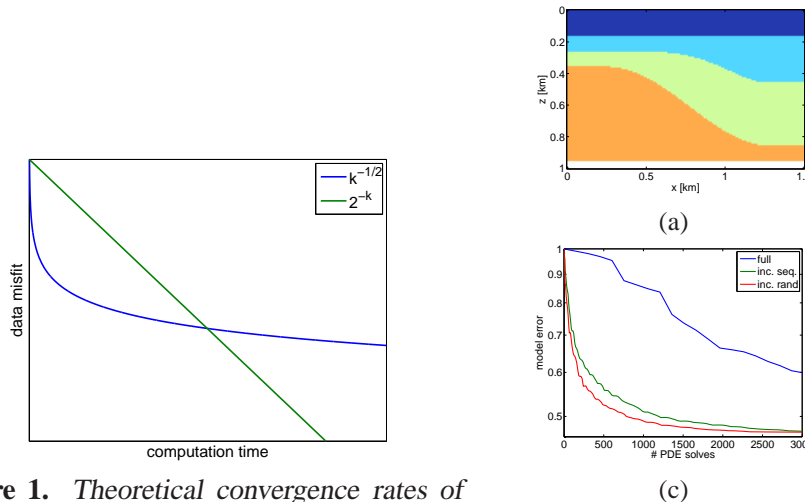 k−1/2
2−k
data misfit
computation time
re 1. Theoretical convergence rates of
0
0.2
0.4
0.6
0.8
1
z [km]
0
0.5
1
1.
x [km]
(a)
1
0.9
0.8
0.7
0.6
0.5
model error
full
inc. seq.
inc. rand
0
500
1000
1500
2000
2500
300
# PDE solves
(c)